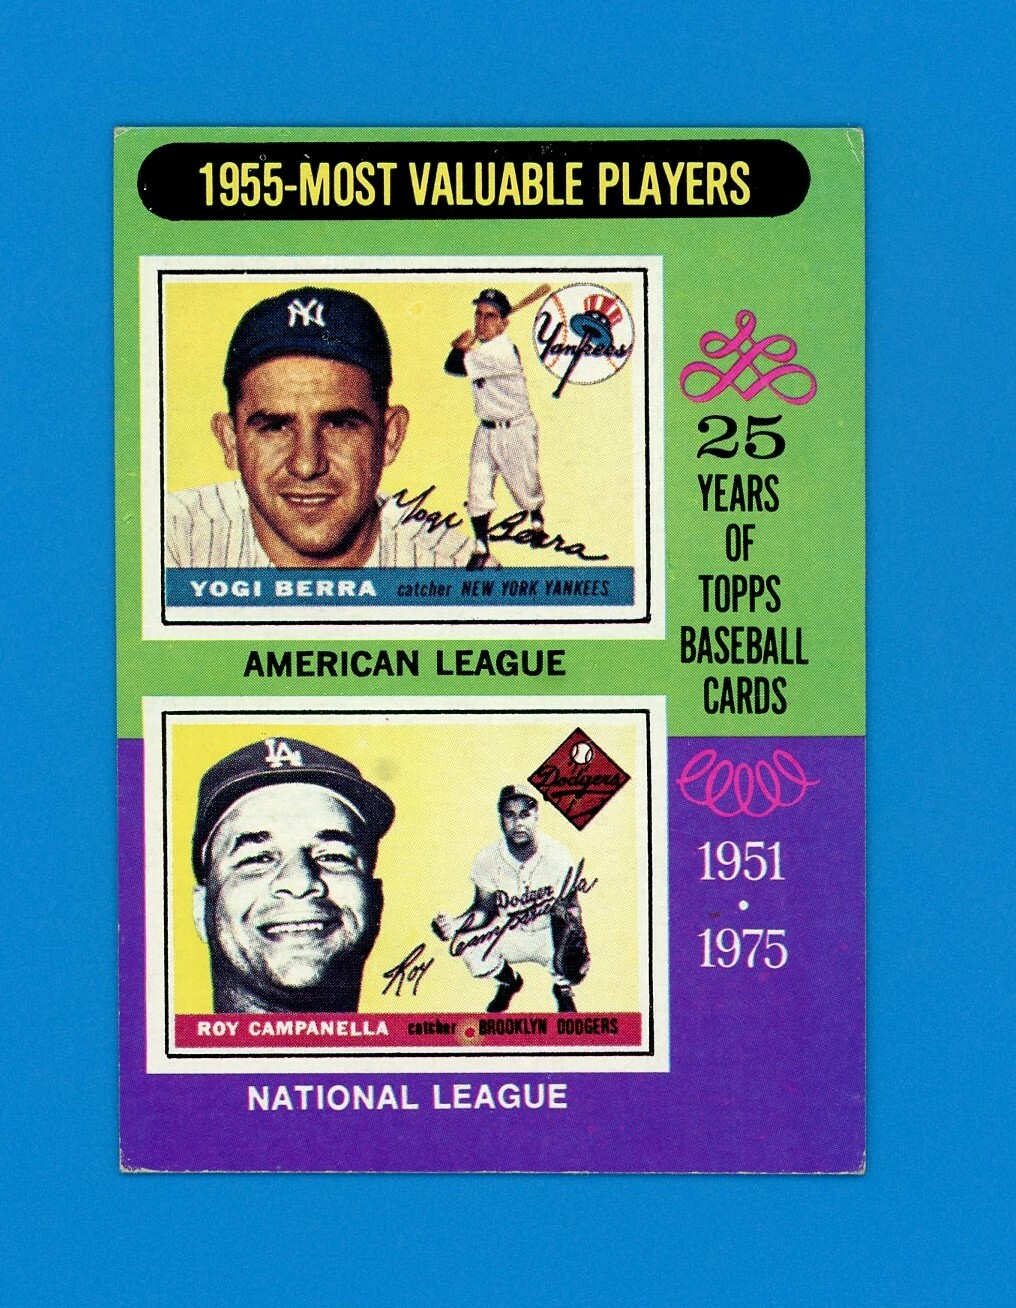 1955-MOST VALUABLE PLAYERS
NY
Yankees
Yogi Berra
YOGI BERRA catcher NEW YORK YANKEES
AMERICAN LEAGUE
25
YEARS
OF
TOPPS
BASEBALL
CARDS
LA
Dodgers
Dodgers
Roy Campanella
ROY CAMPANELLA catcher • BROOKLYN DODGERS
NATIONAL LEAGUE
1951
•
1975